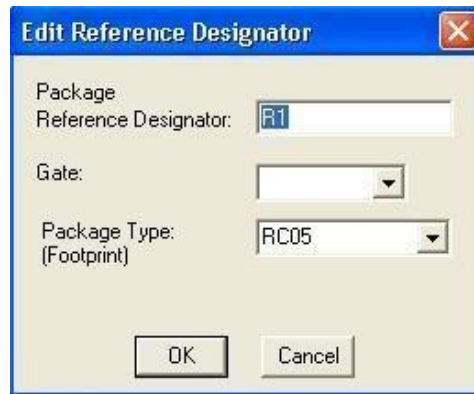 Edit Reference Designator
Package
Reference Designator: R1
Gate:
Package Type: RC05
(Footprint)
OK Cancel